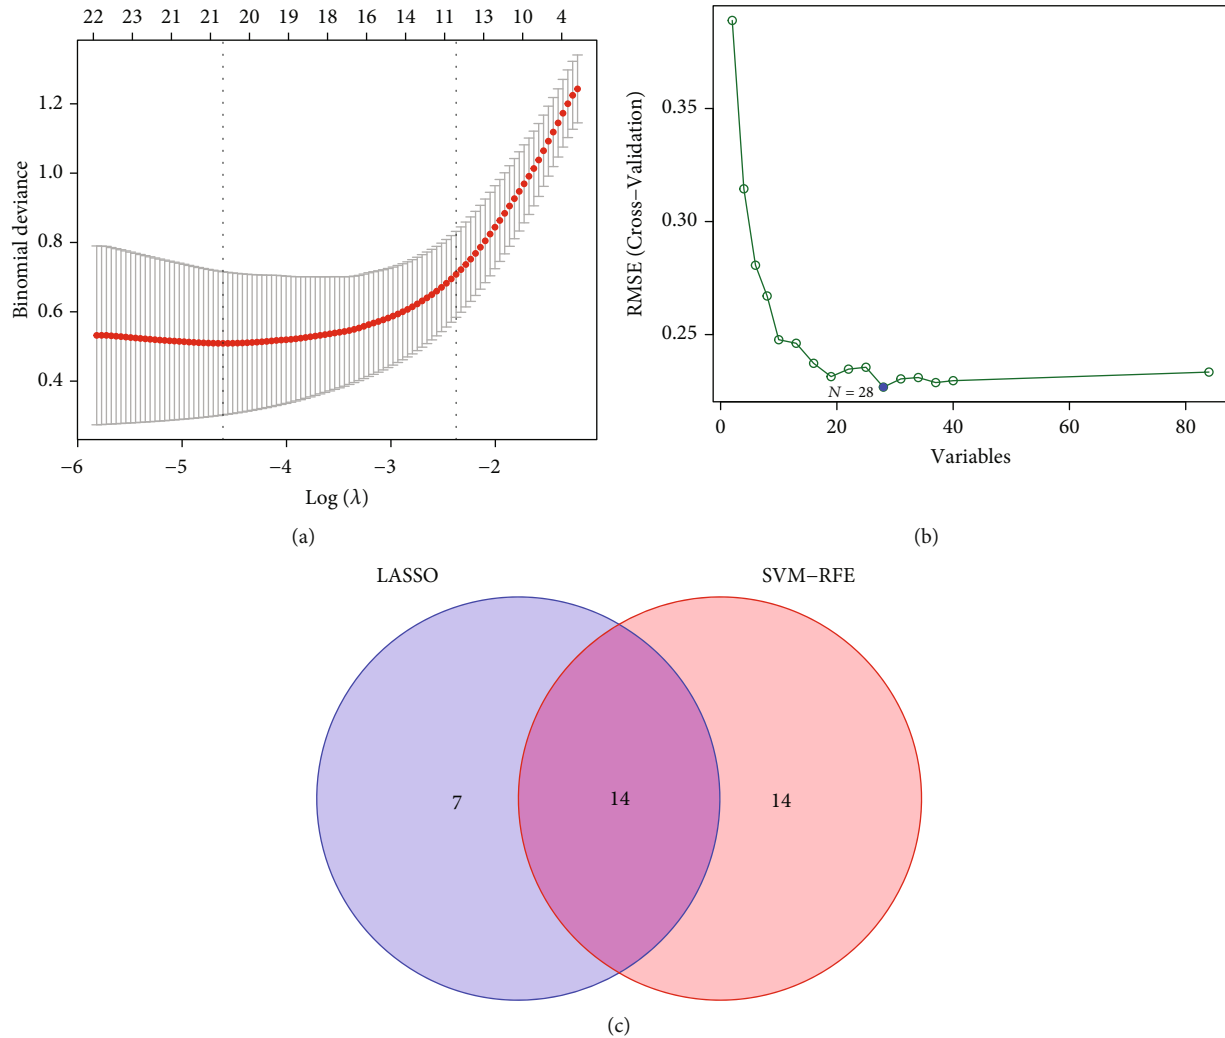 22 23 21 21 20 19 18 16 14 11 13 10 4
Binomial deviance
1.2
1.0
0.8
0.6
0.4
−6 −5 −4 −3 −2
Log (λ)
(a)
RMSE (Cross−Validation)
0.35
0.30
0.25
N = 28
0 20 40 60 80
Variables
(b)
LASSO SVM−RFE
7 14 14
(c)